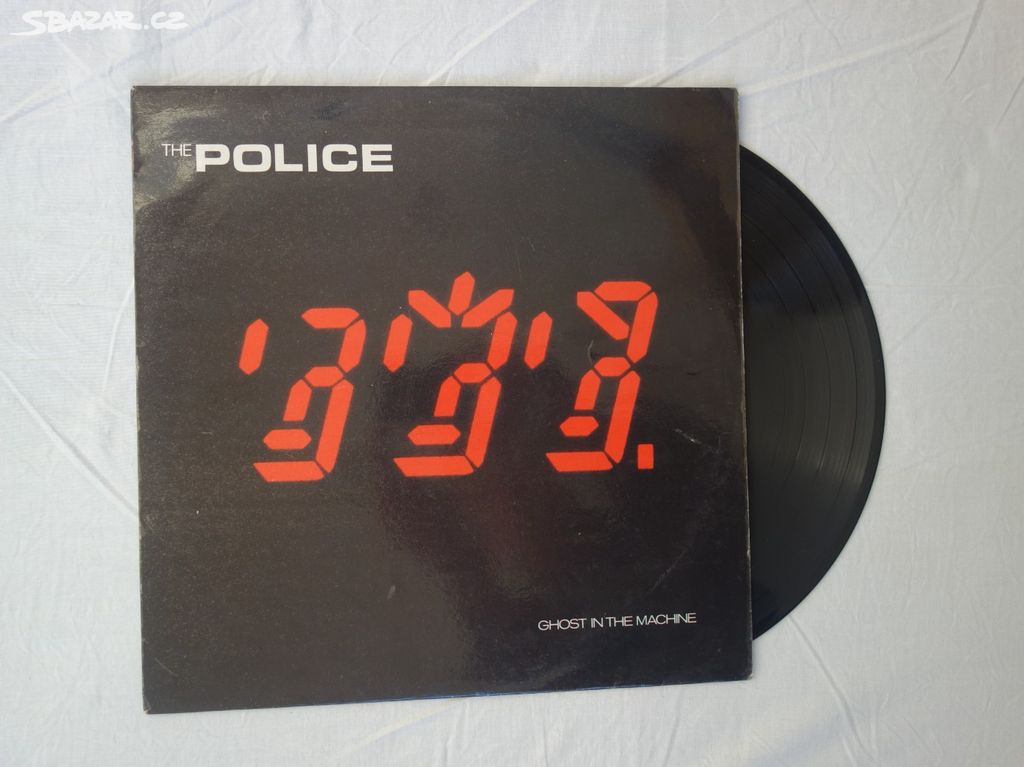 SBAZAR.CZ
THE POLICE
GHOST IN THE MACHINE